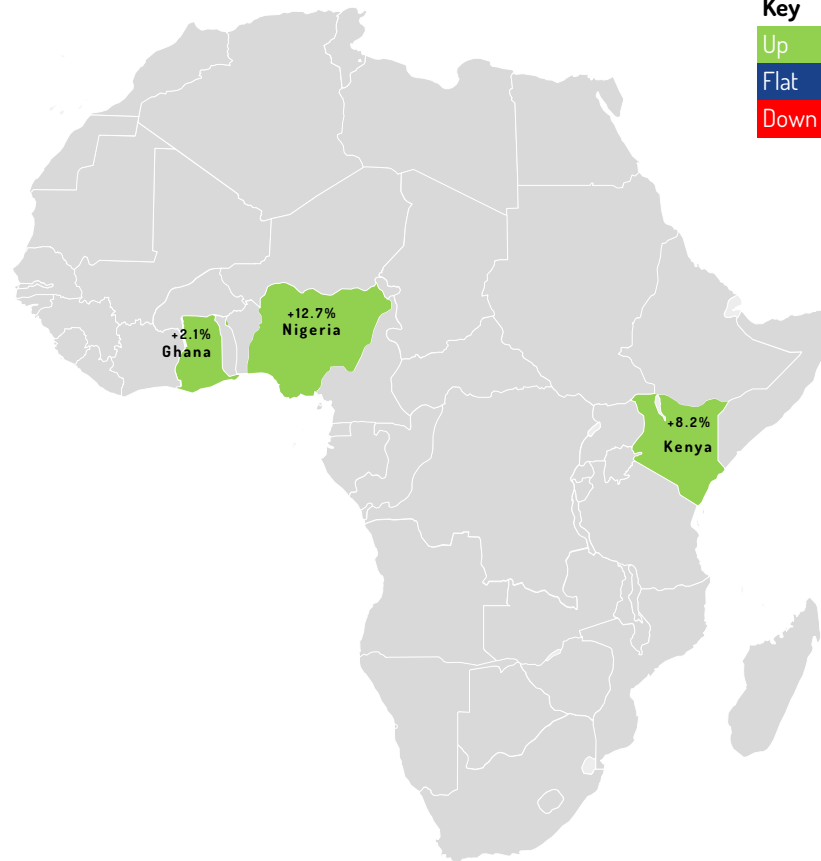 Key
Up
Flat
Down
+12.7%
Nigeria
+2.1%
Ghana
+8.2%
Kenya